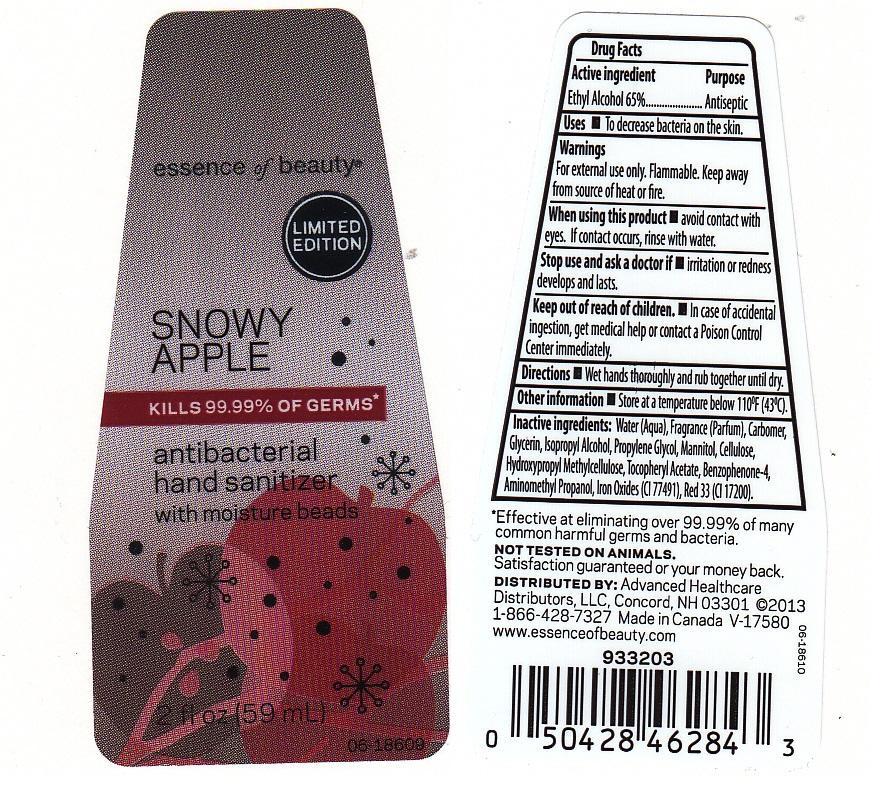 essence of beauty®
LIMITED
EDITION
SNOWY
APPLE
KILLS 99.99% OF GERMS*
antibacterial
hand sanitizer
with moisture beads
2 fl oz (59 mL)
06-18609
Drug Facts
Active ingredient Purpose
Ethyl Alcohol 65%.................... Antiseptic
Uses ■ To decrease bacteria on the skin.
Warnings
For external use only. Flammable. Keep away
from source of heat or fire.
When using this product ■ avoid contact with
eyes. If contact occurs, rinse with water.
Stop use and ask a doctor if ■ irritation or redness
develops and lasts.
Keep out of reach of children. ■ In case of accidental
ingestion, get medical help or contact a Poison Control
Center immediately.
Directions ■ Wet hands thoroughly and rub together until dry.
Other information ■ Store at a temperature below 110ºF (43ºC).
Inactive ingredients: Water (Aqua), Fragrance (Parfum), Carbomer,
Glycerin, Isopropyl Alcohol, Propylene Glycol, Mannitol, Cellulose,
Hydroxypropyl Methylcellulose, Tocopheryl Acetate, Benzophenone-4,
Aminomethyl Propanol, Iron Oxides (CI 77491), Red 33 (CI 17200).
*Effective at eliminating over 99.99% of many
common harmful germs and bacteria.
NOT TESTED ON ANIMALS.
Satisfaction guaranteed or your money back.
DISTRIBUTED BY: Advanced Healthcare
Distributors, LLC, Concord, NH 03301 ©2013
1-866-428-7327 Made in Canada V-17580
www.essenceofbeauty.com
06-18610
933203
0 50428 46284 3